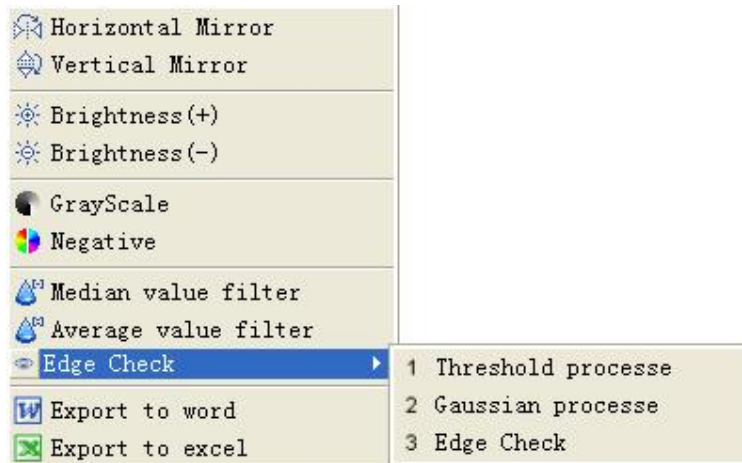 Horizontal Mirror
Vertical Mirror
Brightness(+)
Brightness(-)
GrayScale
Negative
Median value filter
Average value filter
Edge Check
Export to word
Export to excel
1 Threshold processe
2 Gaussian processe
3 Edge Check